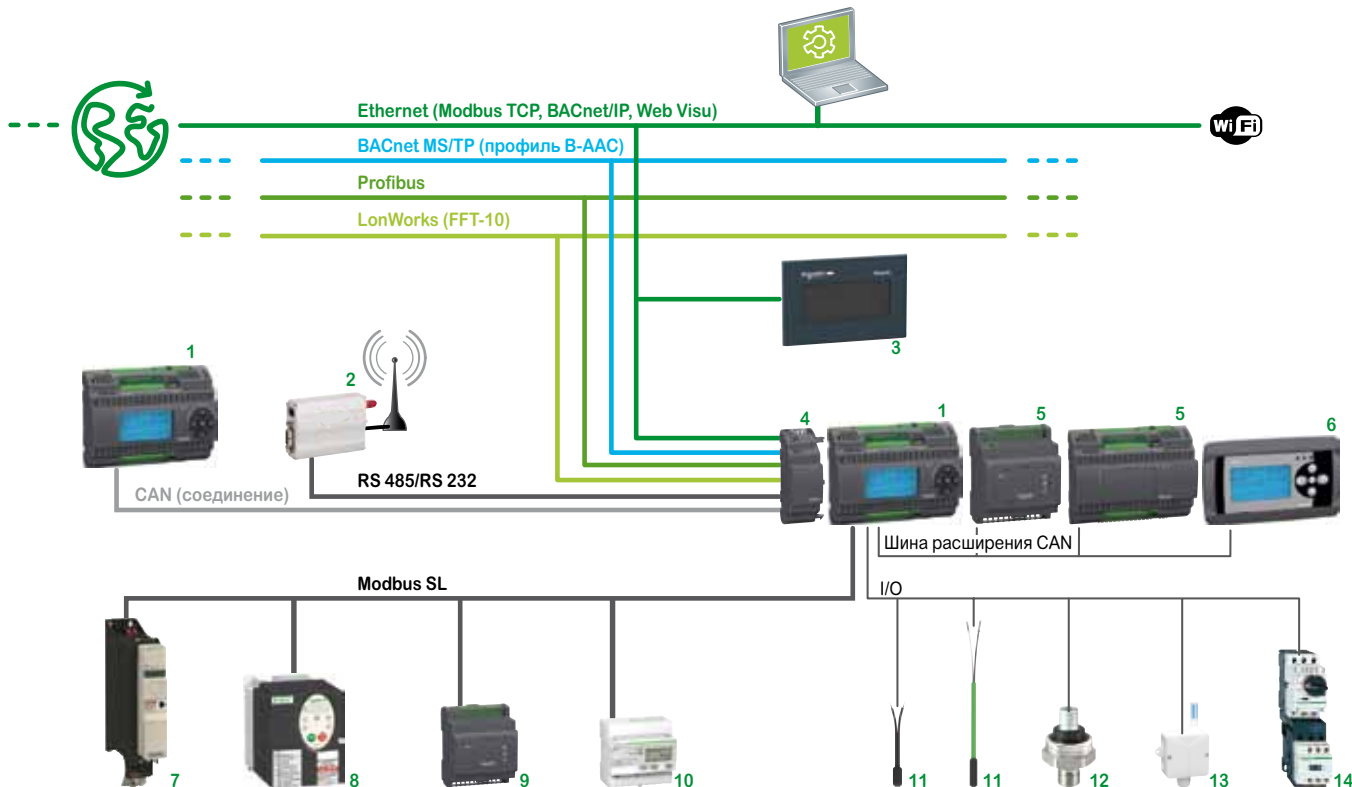 Ethernet (Modbus TCP, BACnet/IP, Web Visu)
Wi Fi
BACnet MS/TP (профиль B-AAC)
Profibus
LonWorks (FFT-10)
3
1
2
4
1
5
5
6
RS 485/RS 232
CAN (соединение)
Шина расширения CAN
Modbus SL
I/O
7
8
9
10
11
11
12
13
14